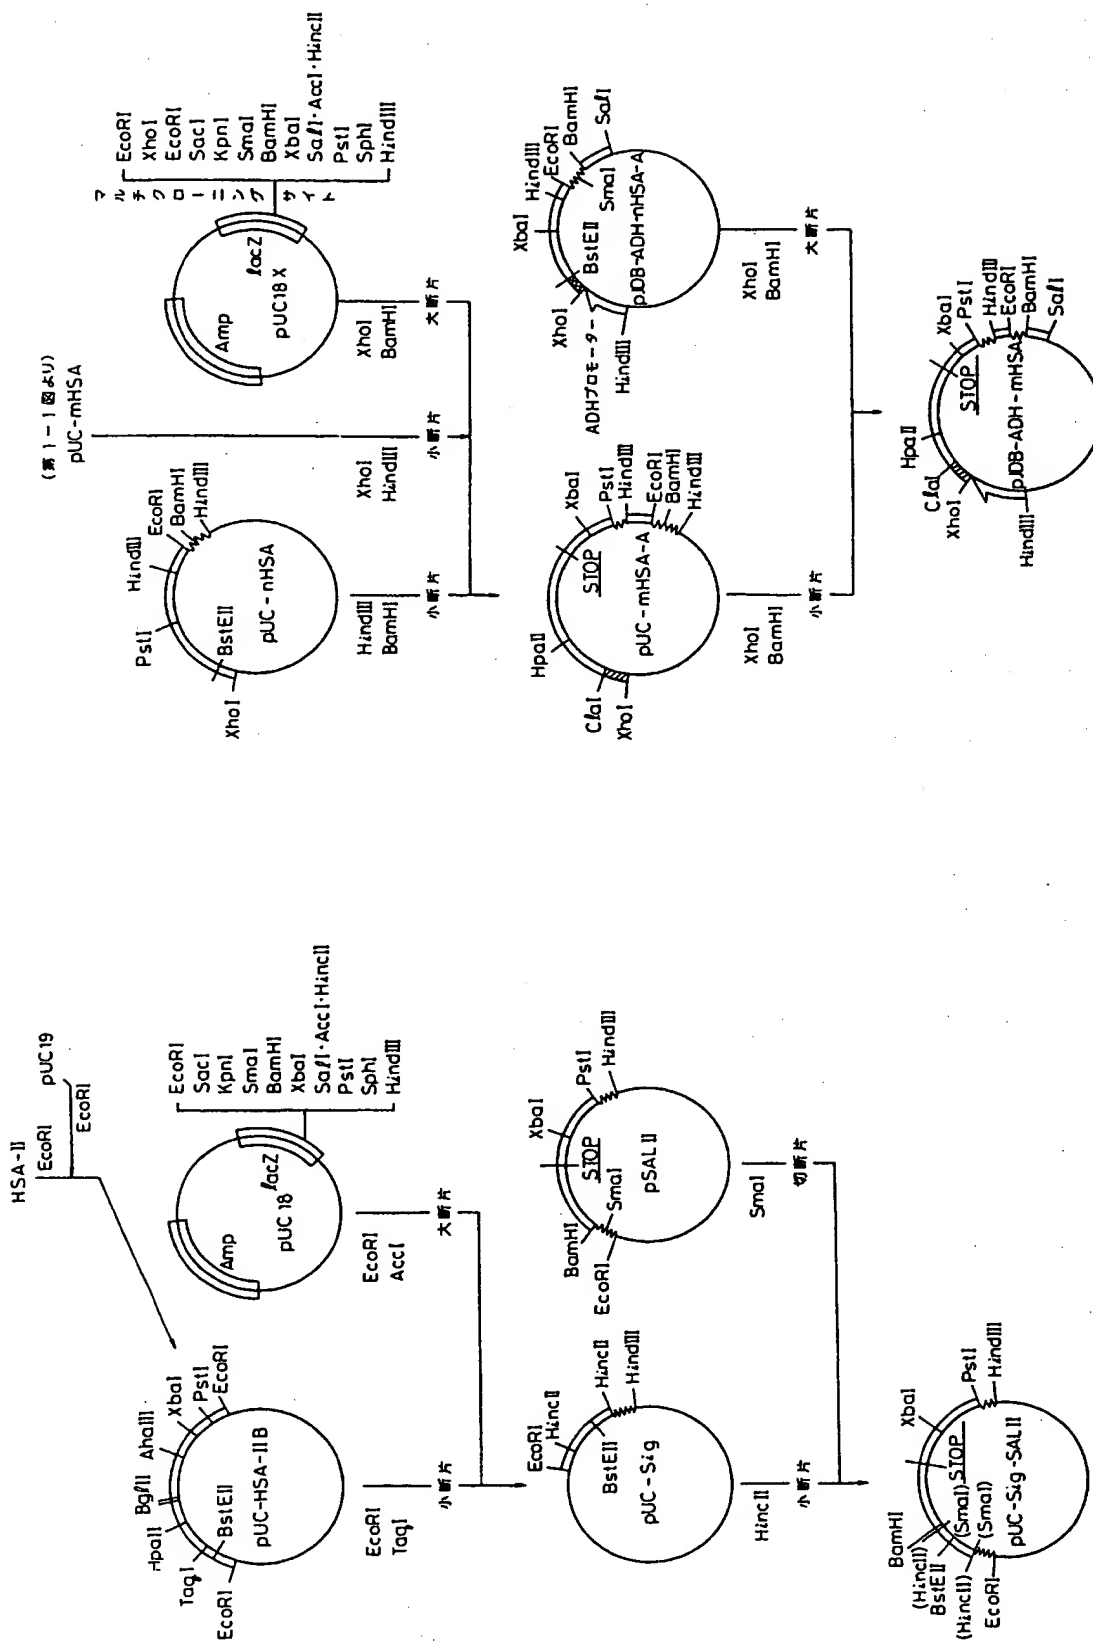 HSA-II
EcoRI
pUC19
EcoRI
AhaIII
XbaI
PstI
EcoRI
BglII
HpaII
TaqI
EcoRI
BstEII
pUC-HSA-IIB
Amp
lacZ
pUC18
EcoRI
SacI
KpnI
SmaI
BamHI
XbaI
SalI・AccI・HincII
PstI
SphI
HindIII
EcoRI
TaqI
小断片
EcoRI
AccI
大断片
EcoRI
HincII
BstEII
HincII
HindIII
pUC-Sig
XbaI
PstI
HindIII
STOP
SmaI
BamHI
EcoRI
pSALII
HincII
小断片
SmaI
切断片
BamHI
(HincII)
BstEII
(HincII)
EcoRI
(SmaI)
(SmaI)
STOP
XbaI
PstI
HindIII
pUC-Sig-SALII
(第1-1図より)
pUC-mHSA
PstI
HindIII
EcoRI
BamHI
HindIII
BstEII
XhoI
pUC-nHSA
Amp
lacZ
pUC18X
マルチクローニングサイト
EcoRI
XhoI
EcoRI
SacI
KpnI
SmaI
BamHI
XbaI
SalI・AccI・HincII
PstI
SphI
HindIII
HindIII
BamHI
小断片
XhoI
HindIII
小断片
XhoI
BamHI
大断片
HpaII
ClaI
XhoI
STOP
XbaI
PstI
HindIII
EcoRI
BamHI
HindIII
pUC-mHSA-A
XbaI
HindIII
EcoRI
BamHI
SalI
SmaI
BstEII
XhoI
ADHプロモーター
HindIII
pJDB-ADH-nHSA-A
XhoI
BamHI
小断片
XhoI
BamHI
大断片
HpaII
ClaI
XhoI
HindIII
STOP
XbaI
PstI
HindIII
EcoRI
BamHI
SalI
pJDB-ADH-mHSA